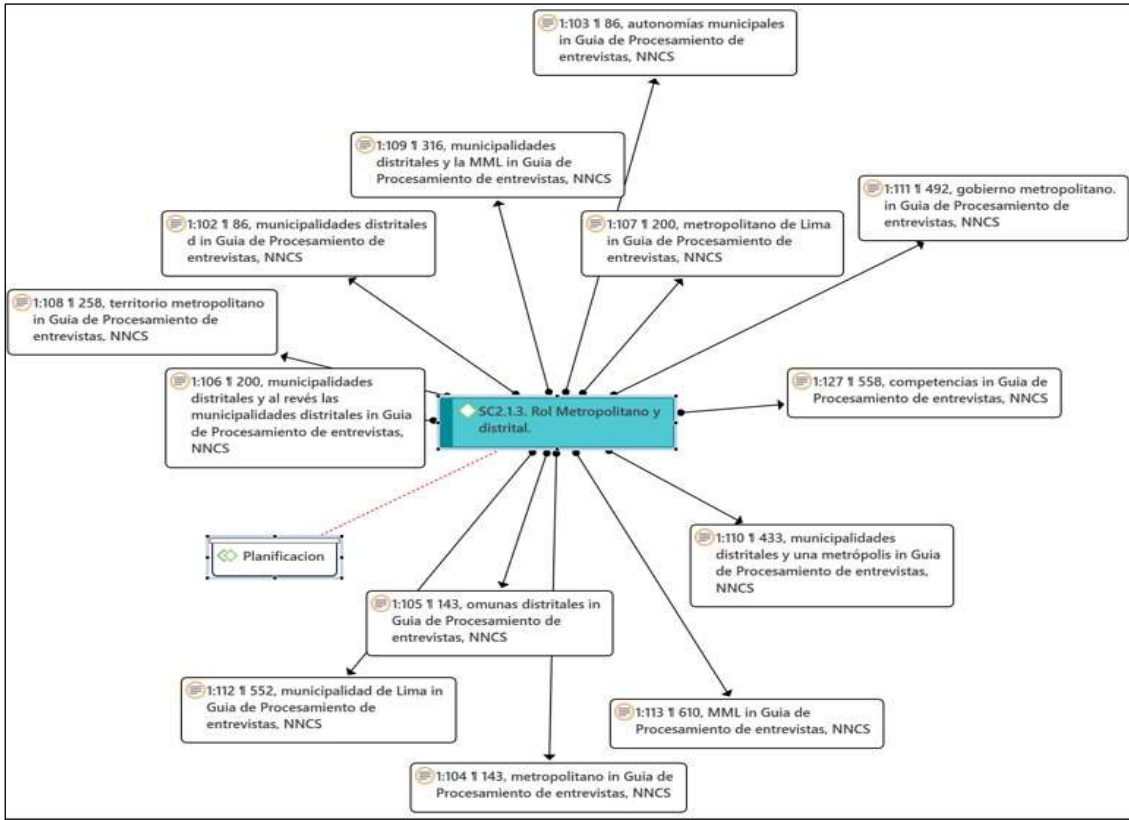 1:103 ¶ 86, autonomías municipales
in Guia de Procesamiento de
entrevistas, NNCS
1:109 ¶ 316, municipalidades
distritales y la MML in Guia de
Procesamiento de entrevistas, NNCS
1:111 ¶ 492, gobierno metropolitano.
in Guia de Procesamiento de
entrevistas, NNCS
1:102 ¶ 86, municipalidades distritales
d in Guia de Procesamiento de
entrevistas, NNCS
1:107 ¶ 200, metropolitano de Lima
in Guia de Procesamiento de
entrevistas, NNCS
1:108 ¶ 258, territorio metropolitano
in Guia de Procesamiento de
entrevistas, NNCS
1:106 ¶ 200, municipalidades
distritales y al revés las
municipalidades distritales in Guia
de Procesamiento de entrevistas,
NNCS
1:127 ¶ 558, competencias in Guia de
Procesamiento de entrevistas, NNCS
SC2.1.3. Rol Metropolitano y
distrital.
Planificacion
1:110 ¶ 433, municipalidades
distritales y una metrópolis in Guia
de Procesamiento de entrevistas,
NNCS
1:105 ¶ 143, omunas distritales in
Guia de Procesamiento de
entrevistas, NNCS
1:112 ¶ 552, municipalidad de Lima in
Guia de Procesamiento de
entrevistas, NNCS
1:113 ¶ 610, MML in Guia de
Procesamiento de entrevistas, NNCS
1:104 ¶ 143, metropolitano in Guia de
Procesamiento de entrevistas, NNCS